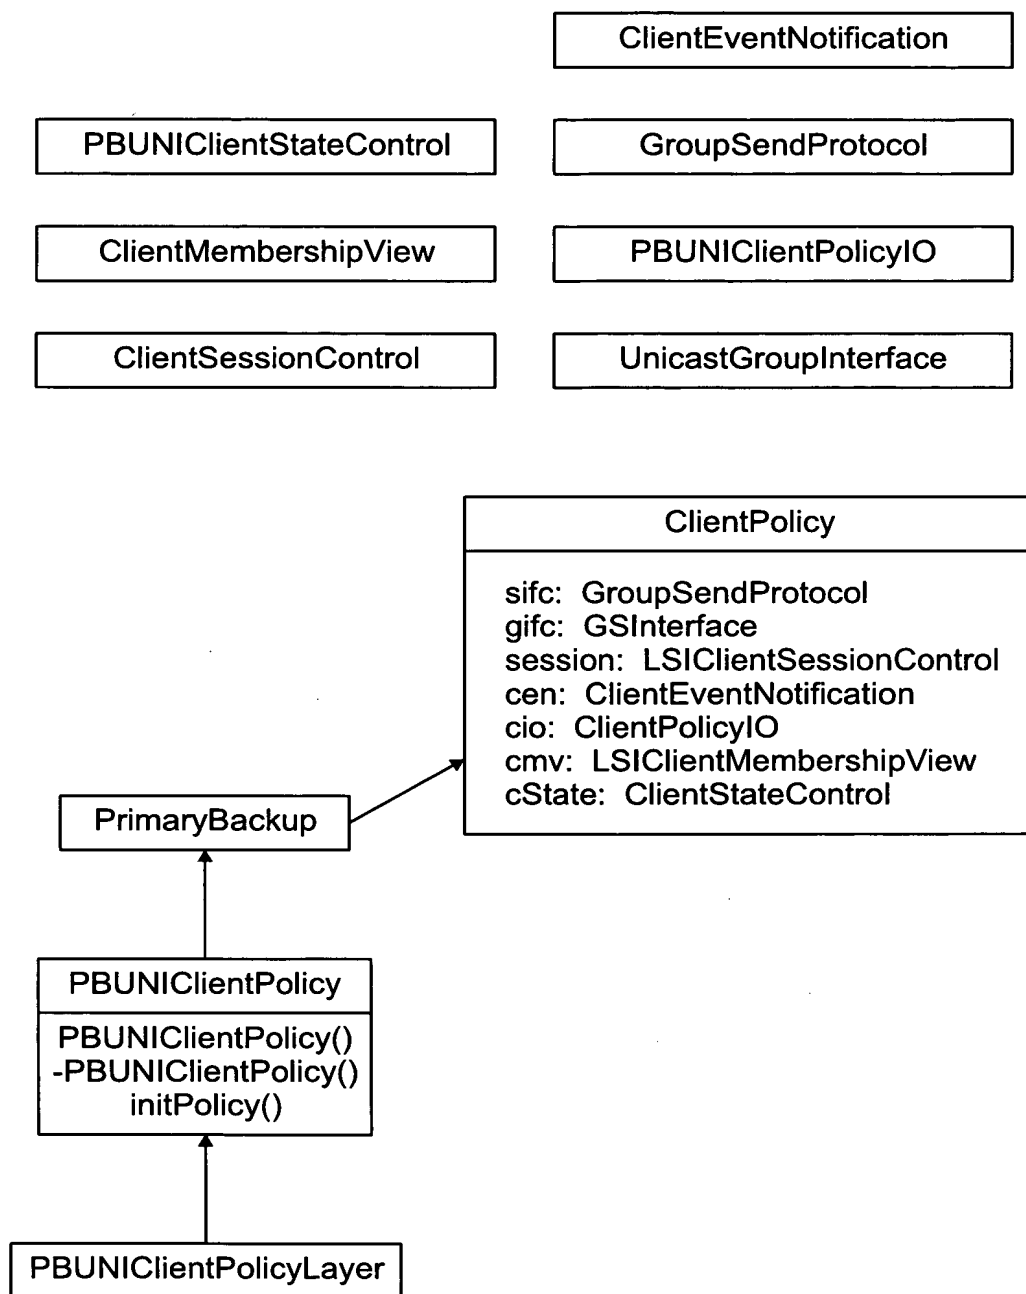 ClientEventNotification
PBUNIClientStateControl
GroupSendProtocol
ClientMembershipView
PBUNIClientPolicyIO
ClientSessionControl
UnicastGroupInterface
ClientPolicy
sifc: GroupSendProtocol
gifc: GSInterface
session: LSIClientSessionControl
cen: ClientEventNotification
cio: ClientPolicyIO
cmv: LSIClientMembershipView
cState: ClientStateControl
PrimaryBackup
PBUNIClientPolicy
PBUNIClientPolicy()
-PBUNIClientPolicy()
initPolicy()
PBUNIClientPolicyLayer